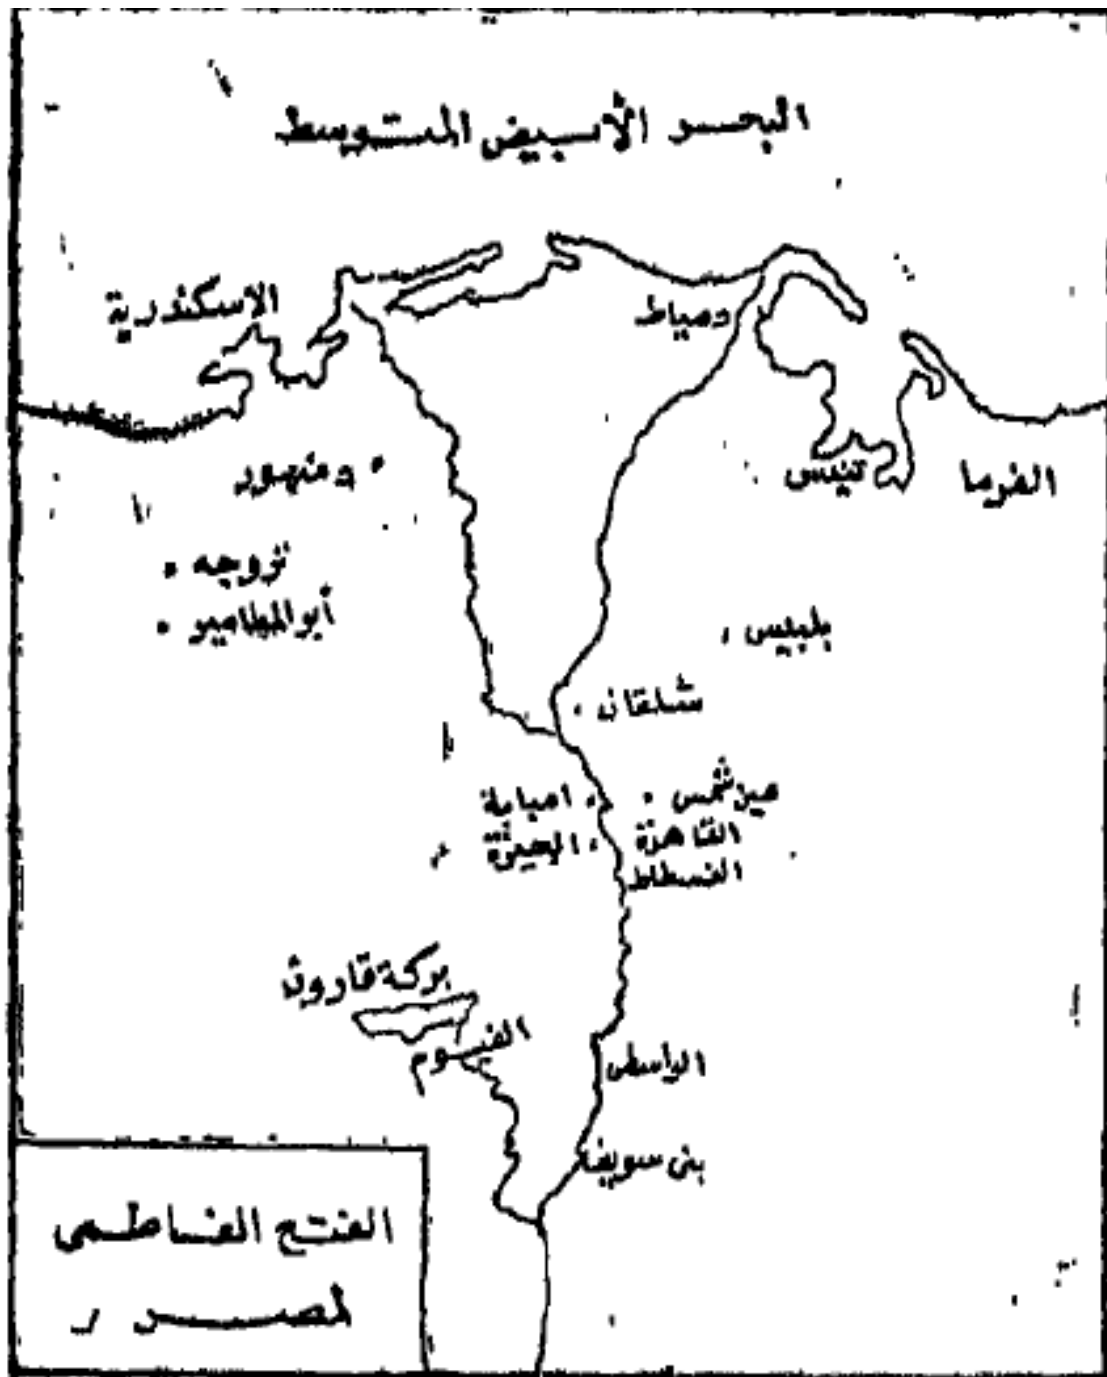 البحر الأبيض المتوسط
الاسكندرية
دمياط
دمنهور
تنيس
الفرما
تروجه
أبو المطامير
بلبيس
شلقان
امبابة
عين شمس
الجيزة
القاهرة
الفسطاط
بركة قارون
الفيوم
الواسطى
بنى سويف
الفتح الفاطمى
لمصر